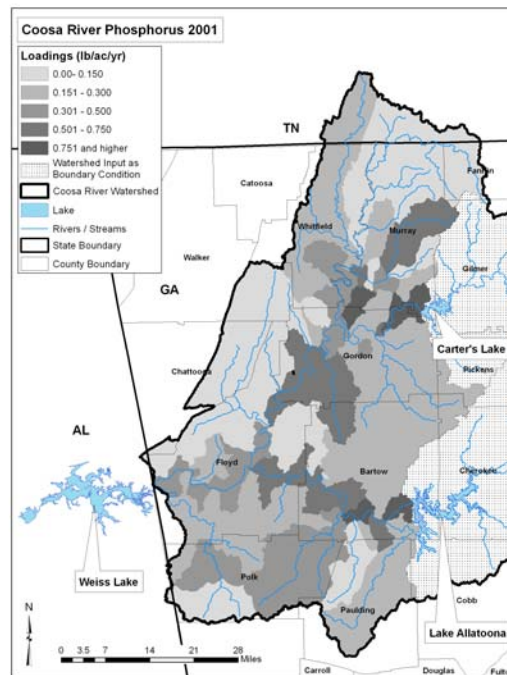 Coosa River Phosphorus 2001
Loadings (lb/ac/yr)
0.00- 0.150
0.151 - 0.300
0.301 - 0.500
0.501 - 0.750
0.751 and higher
Watershed Input as
Boundary Condition
Coosa River Watershed
Lake
Rivers / Streams
State Boundary
County Boundary
TN
Fannin
Catoosa
Whitfield
Murray
Walker
Gilmer
GA
Carter's Lake
Gordon
Pickens
Chattooga
AL
Floyd
Bartow
Cherokee
Weiss Lake
Polk
Paulding
Cobb
Lake Allatoona
N
0 3.5 7 14 21 28
Miles
Carroll
Douglas